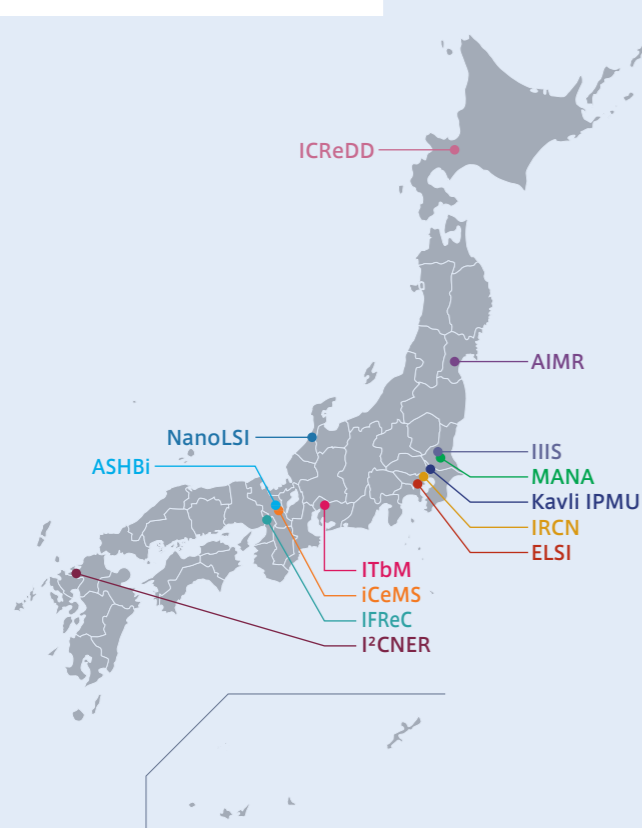 ICReDD
AIMR
NanoLSI
ASHBi
IIIS
MANA
Kavli IPMU
IRCN
ELSI
ITbM
iCeMS
IFReC
I²CNER